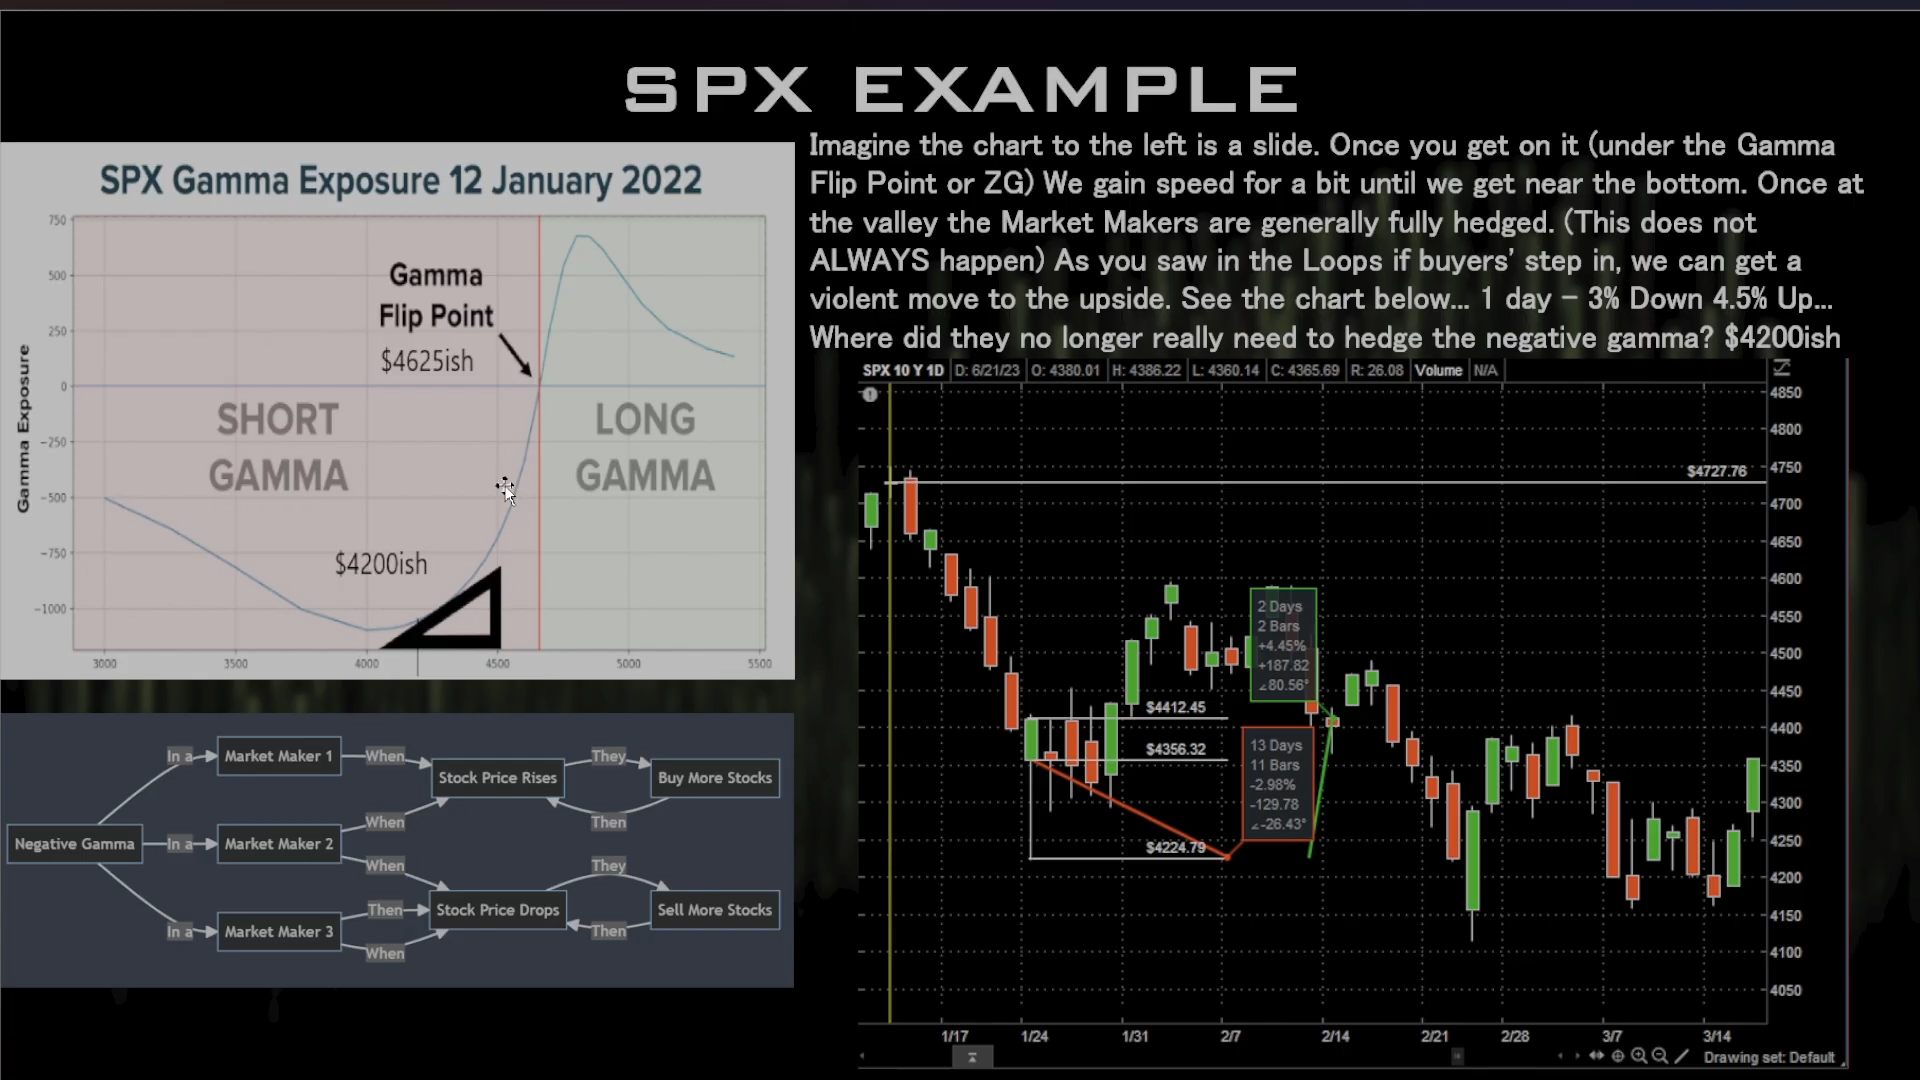 SPX EXAMPLE
Imagine the chart to the left is a slide. Once you get on it (under the Gamma
Flip Point or ZG) We gain speed for a bit until we get near the bottom. Once at
the valley the Market Makers are generally fully hedged. (This does not
ALWAYS happen) As you saw in the Loops if buyers’ step in, we can get a
violent move to the upside. See the chart below... 1 day – 3% Down 4.5% Up...
Where did they no longer really need to hedge the negative gamma? $4200ish
SPX Gamma Exposure 12 January 2022
Gamma Exposure
750
500
250
0
−250
−500
−750
−1000
Gamma
Flip Point
$4625ish
SHORT
GAMMA
LONG
GAMMA
$4200ish
3000 3500 4000 4500 5000 5500
Negative Gamma
In a
In a
In a
Market Maker 1
Market Maker 2
Market Maker 3
When
When
When
Then
When
Stock Price Rises
Stock Price Drops
They
Then
They
Then
Buy More Stocks
Sell More Stocks
SPX 10 Y 1D D: 6/21/23 O: 4380.01 H: 4386.22 L: 4360.14 C: 4365.69 R: 26.08 Volume N/A
$4727.76
$4412.45
$4356.32
$4224.79
2 Days
2 Bars
+4.45%
+187.82
∠80.56°
13 Days
11 Bars
-2.98%
-129.78
∠-26.43°
4850
4800
4750
4700
4650
4600
4550
4500
4450
4400
4350
4300
4250
4200
4150
4100
4050
1/17 1/24 1/31 2/7 2/14 2/21 2/28 3/7 3/14
Drawing set: Default